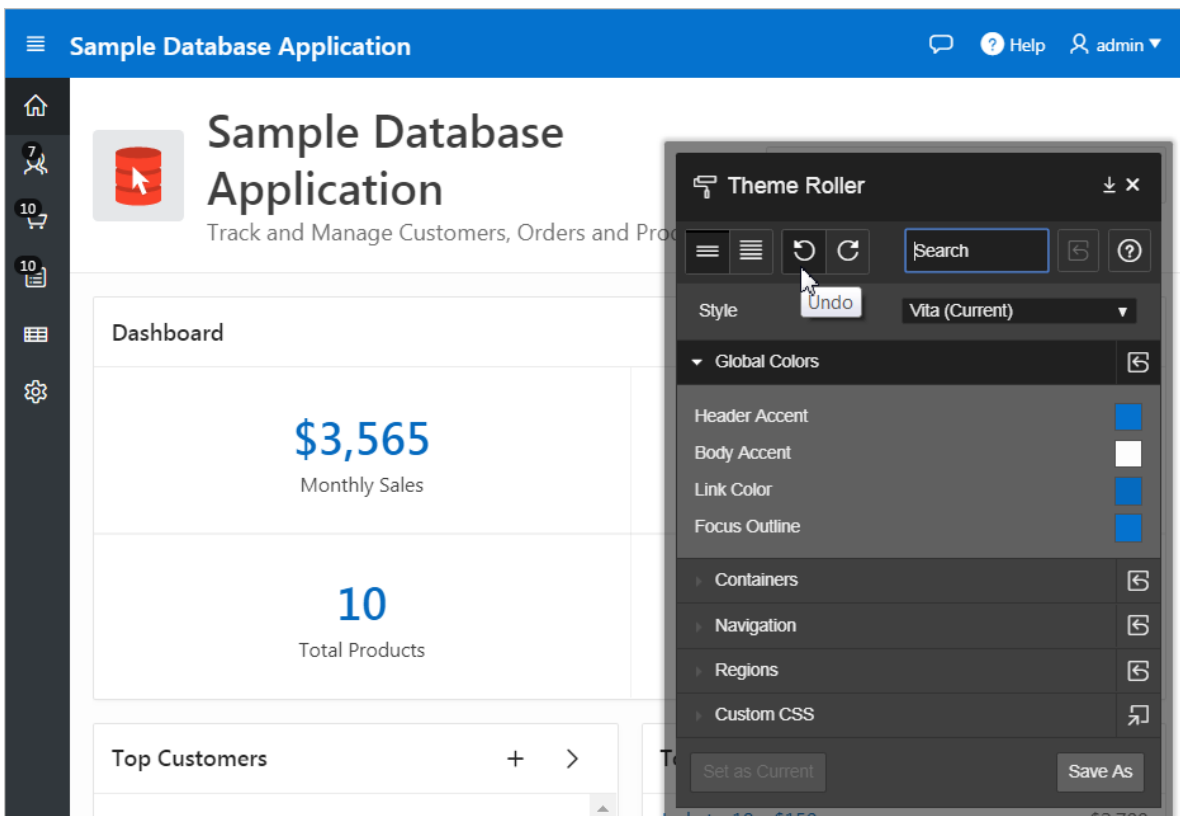 Sample Database Application
? Help
admin
7
10
10
Sample Database
Application
Track and Manage Customers, Orders and Pro
Dashboard
$3,565
Monthly Sales
10
Total Products
Top Customers
Theme Roller
Search
?
Undo
Style
Vita (Current)
Global Colors
Header Accent
Body Accent
Link Color
Focus Outline
Containers
Navigation
Regions
Custom CSS
Set as Current
Save As